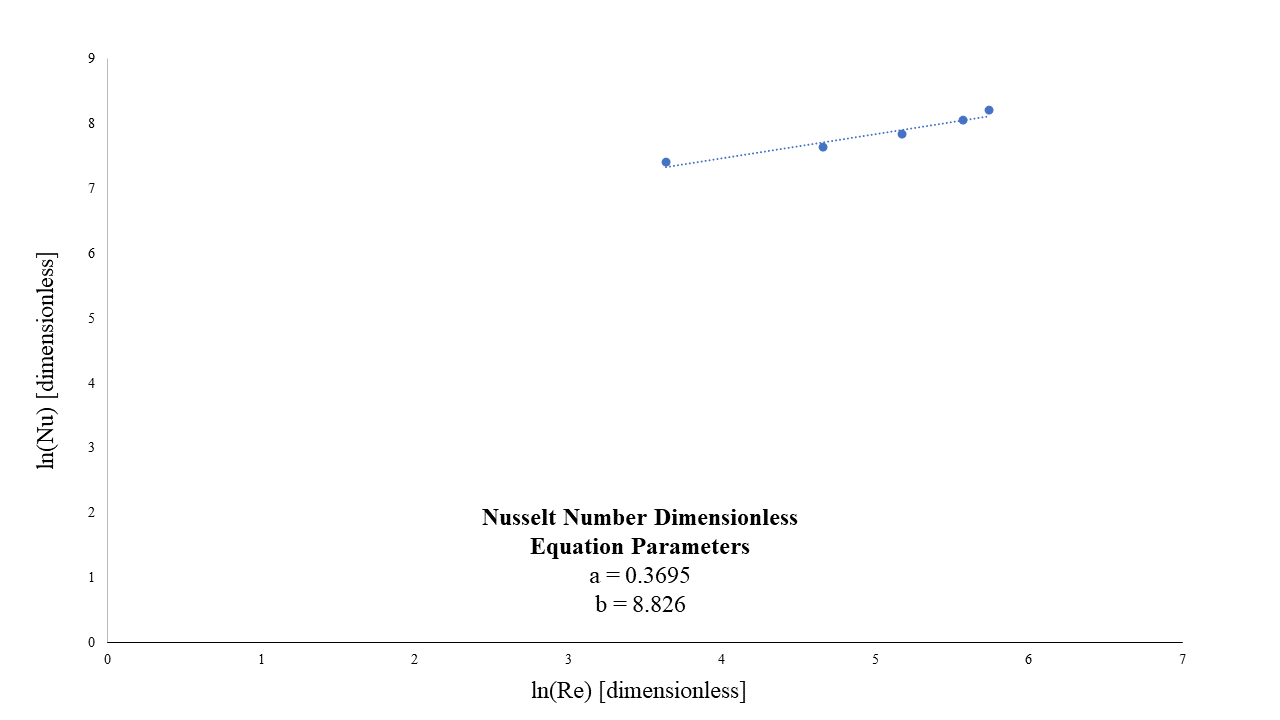 9
8
7
6
5
4
3
2
1
0
ln(Nu) [dimensionless]
Nusselt Number Dimensionless
Equation Parameters
a = 0.3695
b = 8.826
0 1 2 3 4 5 6 7
ln(Re) [dimensionless]